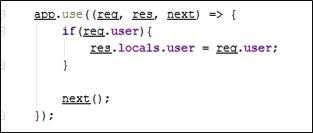 app.use((req, res, next) => {
if(req.user){
res.locals.user = req.user;
}
next();
});